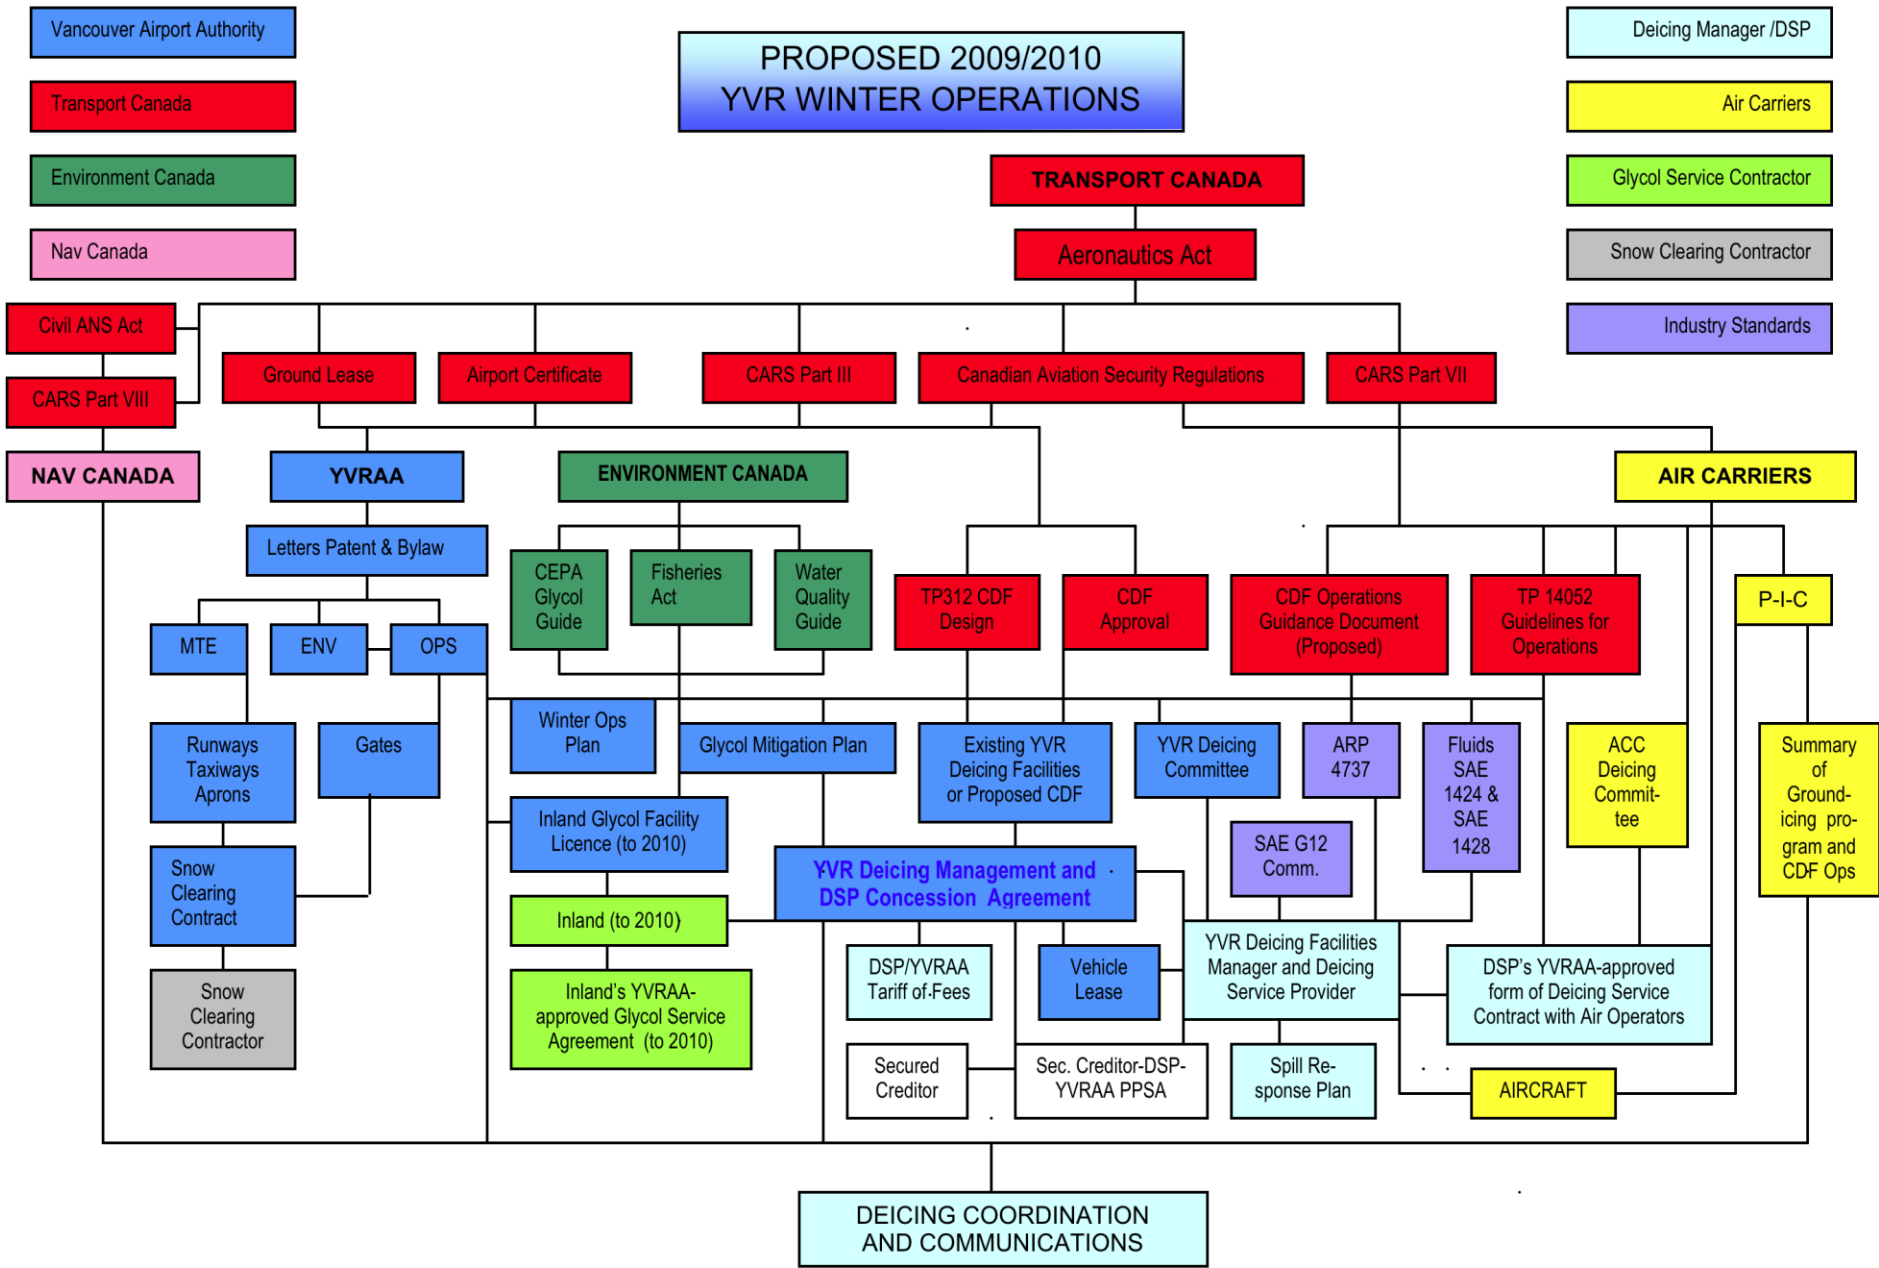 Vancouver Airport Authority
Transport Canada
Environment Canada
Nav Canada
PROPOSED 2009/2010
YVR WINTER OPERATIONS
Deicing Manager /DSP
Air Carriers
Glycol Service Contractor
Snow Clearing Contractor
Industry Standards
TRANSPORT CANADA
Aeronautics Act
Civil ANS Act
CARS Part VIII
Ground Lease
Airport Certificate
CARS Part III
Canadian Aviation Security Regulations
CARS Part VII
NAV CANADA
YVRAA
ENVIRONMENT CANADA
AIR CARRIERS
Letters Patent & Bylaw
CEPA
Glycol
Guide
Fisheries
Act
Water
Quality
Guide
TP312 CDF
Design
CDF
Approval
CDF Operations
Guidance Document
(Proposed)
TP 14052
Guidelines for
Operations
P-I-C
MTE
ENV
OPS
Runways
Taxiways
Aprons
Gates
Winter Ops
Plan
Glycol Mitigation Plan
Existing YVR
Deicing Facilities
or Proposed CDF
YVR Deicing
Committee
ARP
4737
Fluids
SAE
1424 &
SAE
1428
ACC
Deicing
Commit-
tee
Summary
of
Ground-
icing pro-
gram and
CDF Ops
Inland Glycol Facility
Licence (to 2010)
SAE G12
Comm.
Snow
Clearing
Contract
YVR Deicing Management and
DSP Concession Agreement
Inland (to 2010)
Snow
Clearing
Contractor
Inland's YVRAA-
approved Glycol Service
Agreement (to 2010)
DSP/YVRAA
Tariff of Fees
Vehicle
Lease
YVR Deicing Facilities
Manager and Deicing
Service Provider
DSP's YVRAA-approved
form of Deicing Service
Contract with Air Operators
Secured
Creditor
Sec. Creditor-DSP-
YVRAA PPSA
Spill Re-
sponse Plan
AIRCRAFT
DEICING COORDINATION
AND COMMUNICATIONS